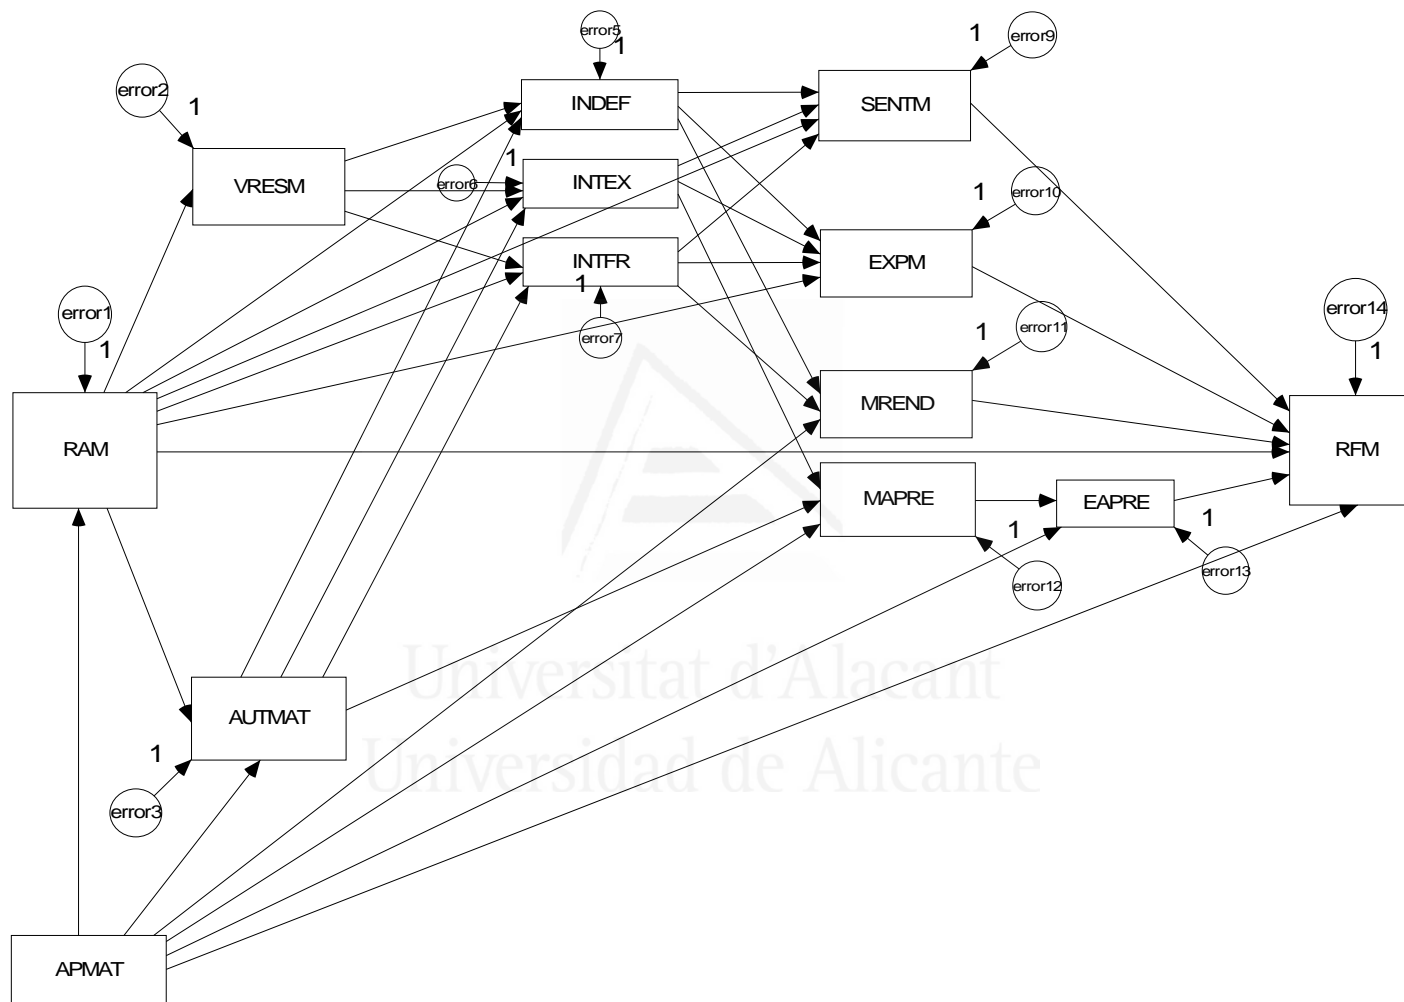 error5
1
1
error9
INDEF
SENTM
error2
1
1
VRESM
error6
INTEX
1
error10
INTFR
EXPM
1
error7
error1
1
1
error11
error14
1
MREND
RAM
RFM
MAPRE
EAPRE
1
1
error12
error13
Universitat d'Alacant
AUTMAT
Universidad de Alicante
1
error3
APMAT